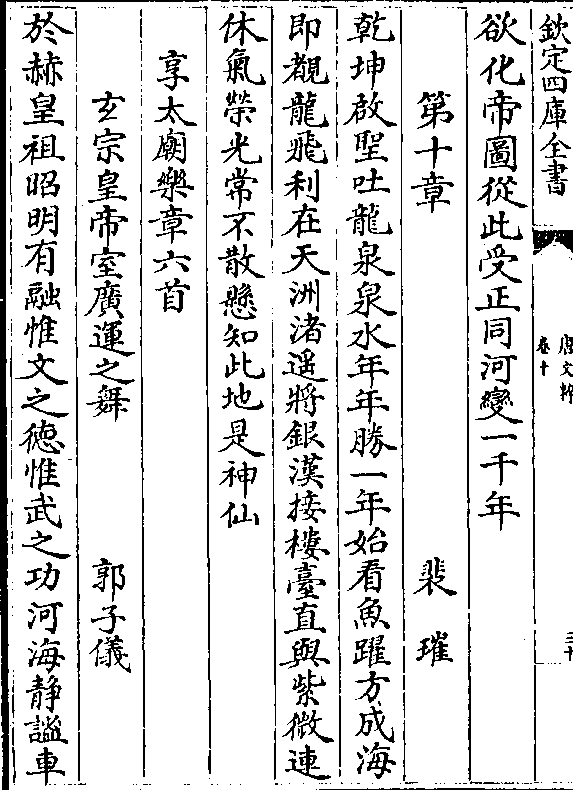 欽定四庫全書
唐文粹
卷十
三十
欲化帝圖從此受正同河變一千年
第十章 裴璀
乾坤啟聖吐龍泉泉水年年勝一年始看魚躍方成海
即覩龍飛利在天洲渚遥將銀漢接樓臺直與紫微連
休氣榮光常不散懸知此地是神仙
享太廟樂章六首
玄宗皇帝室廣運之舞 郭子儀
於赫皇祖昭明有融惟文之徳惟武之功河海静謐車